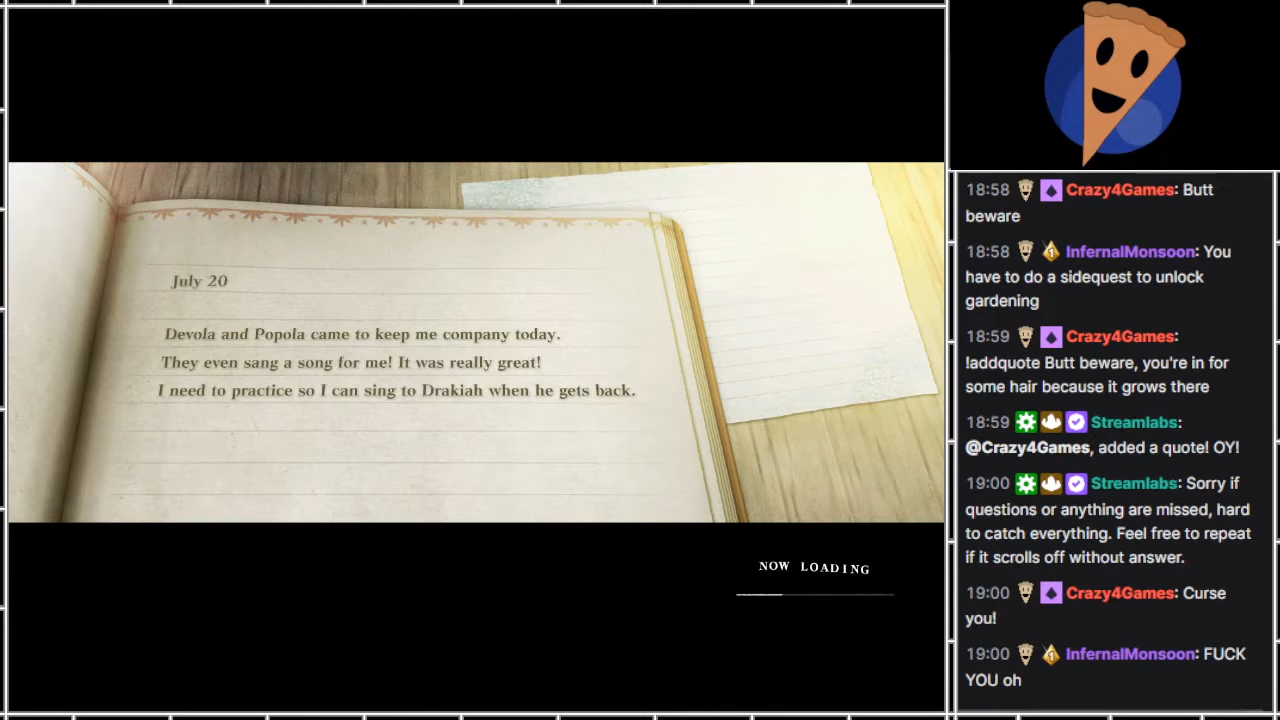 July 20
Devola and Popola came to keep me company today.
They even sang a song for me! It was really great!
I need to practice so I can sing to Drakiah when he gets back.
NOW LOADING
18:58 Crazy4Games: Butt
beware
18:58 InfernalMonsoon: You
have to do a sidequest to unlock
gardening
18:59 Crazy4Games:
!addquote Butt beware, you're in for
some hair because it grows there
18:59 Streamlabs:
@Crazy4Games, added a quote! OY!
19:00 Streamlabs: Sorry if
questions or anything are missed, hard
to catch everything. Feel free to repeat
if it scrolls off without answer.
19:00 Crazy4Games: Curse
you!
19:00 InfernalMonsoon: FUCK
YOU oh